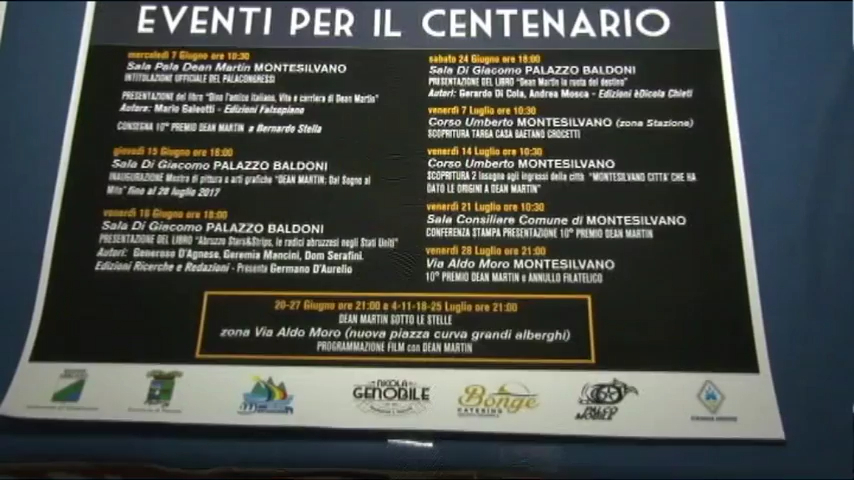 EVENTI PER IL CENTENARIO
mercoledì 7 Giugno ore 10:30
Sala Pala Dean Martin MONTESILVANO
INTITOLAZIONE UFFICIALE DEL PALACONGRESSI
PRESENTAZIONE DEL LIBRO "Dino l'amico italiano, Vita e carriera di Dean Martin"
Autore: Mario Galeotti - Edizioni Falsopiano
CONSEGNA 10° PREMIO DEAN MARTIN a Bernardo Stella
giovedì 15 Giugno ore 18:00
Sala Di Giacomo PALAZZO BALDONI
INAUGURAZIONE Mostra di pittura e arti grafiche "DEAN MARTIN: Dal Sogno al
Mito" fino al 28 luglio 2017
venerdì 16 Giugno ore 18:00
Sala Di Giacomo PALAZZO BALDONI
PRESENTAZIONE DEL LIBRO "Abruzzo Stars&Strips, le radici abruzzesi negli Stati Uniti"
Autori: Generoso D'Agnese, Geremia Mancini, Dom Serafini.
Edizioni Ricerche e Redazioni - Presenta Germano D'Aurelio
sabato 24 Giugno ore 18:00
Sala Di Giacomo PALAZZO BALDONI
PRESENTAZIONE DEL LIBRO "Dean Martin la ruota del destino"
Autori: Gerardo Di Cola, Andrea Mosca - Edizioni èDicola Chieti
venerdì 7 Luglio ore 10:30
Corso Umberto MONTESILVANO (zona Stazione)
SCOPRITURA TARGA CASA GAETANO CROCETTI
venerdì 14 Luglio ore 10:30
Corso Umberto MONTESILVANO
SCOPRITURA 2 insegne agli ingressi della città "MONTESILVANO CITTA' CHE HA
DATO LE ORIGINI A DEAN MARTIN"
venerdì 21 Luglio ore 10:30
Sala Consiliare Comune di MONTESILVANO
CONFERENZA STAMPA PRESENTAZIONE 10° PREMIO DEAN MARTIN
venerdì 28 Luglio ore 21:00
Via Aldo Moro MONTESILVANO
10° PREMIO DEAN MARTIN e ANNULLO FILATELICO
20-27 Giugno ore 21:00 e 4-11-18-25 Luglio ore 21:00
DEAN MARTIN SOTTO LE STELLE
zona Via Aldo Moro (nuova piazza curva grandi alberghi)
PROGRAMMAZIONE FILM con DEAN MARTIN
NICOLA
GENOBILE
Bonge
CATERING
PALCO
MOBILE